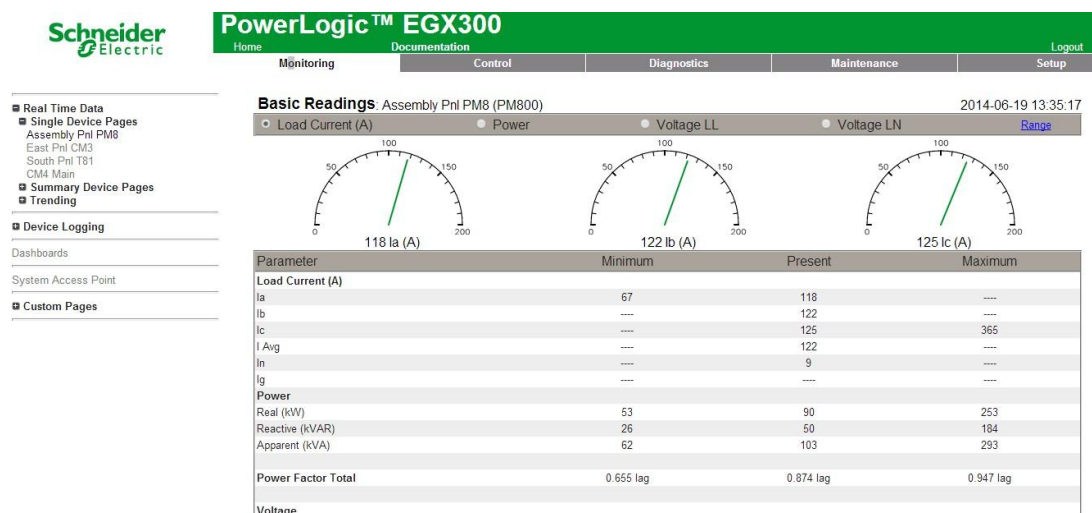 Schneider Electric
PowerLogic™ EGX300
Home Documentation Logout
Monitoring Control Diagnostics Maintenance Setup
Real Time Data
Single Device Pages
Assembly Pnl PM8
East Pnl CM3
South Pnl T81
CM4 Main
Summary Device Pages
Trending
Device Logging
Dashboards
System Access Point
Custom Pages
Basic Readings: Assembly Pnl PM8 (PM800) 2014-06-19 13:35:17
Load Current (A) Power Voltage LL Voltage LN Range
0 50 100 150 200
118 Ia (A)
0 50 100 150 200
122 Ib (A)
0 50 100 150 200
125 Ic (A)
Parameter Minimum Present Maximum
Load Current (A)
Ia 67 118 ----
Ib ---- 122 ----
Ic ---- 125 365
I Avg ---- 122 ----
In ---- 9 ----
Ig ---- ---- ----
Power
Real (kW) 53 90 253
Reactive (kVAR) 26 50 184
Apparent (kVA) 62 103 293
Power Factor Total 0.655 lag 0.874 lag 0.947 lag
Voltage